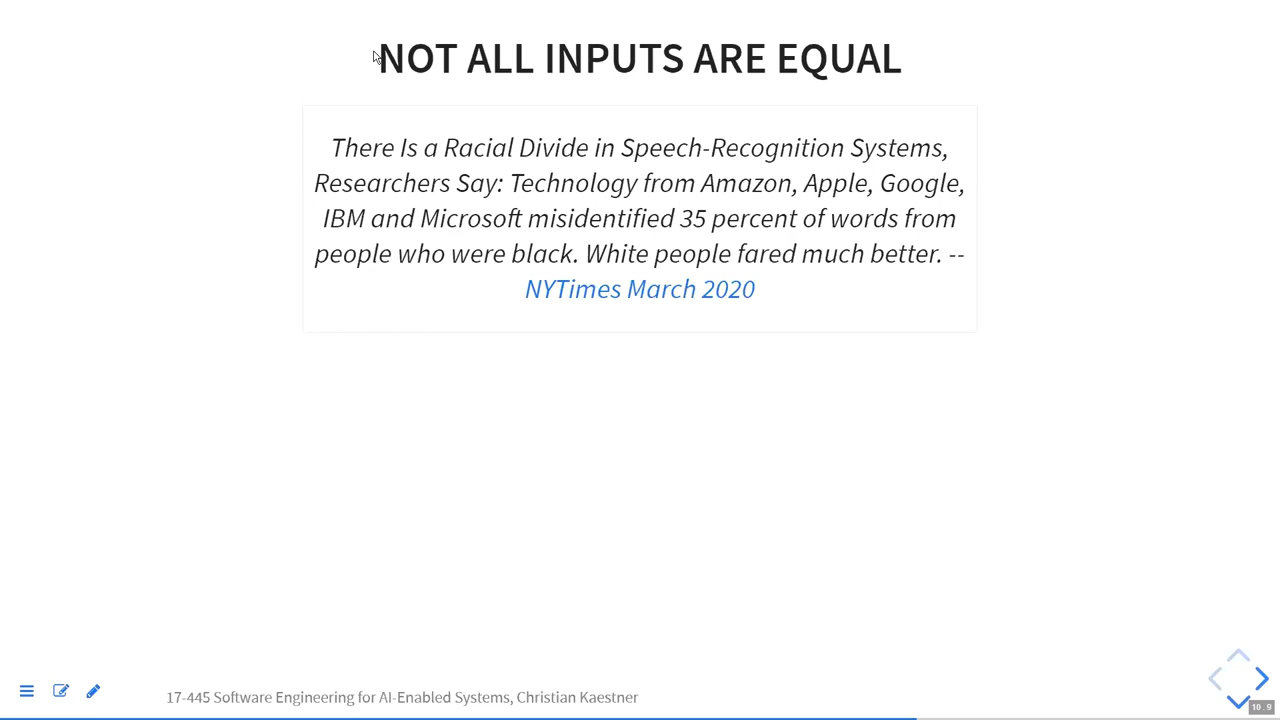 NOT ALL INPUTS ARE EQUAL
There Is a Racial Divide in Speech-Recognition Systems,
Researchers Say: Technology from Amazon, Apple, Google,
IBM and Microsoft misidentified 35 percent of words from
people who were black. White people fared much better. --
NYTimes March 2020
17-445 Software Engineering for AI-Enabled Systems, Christian Kaestner
10.9